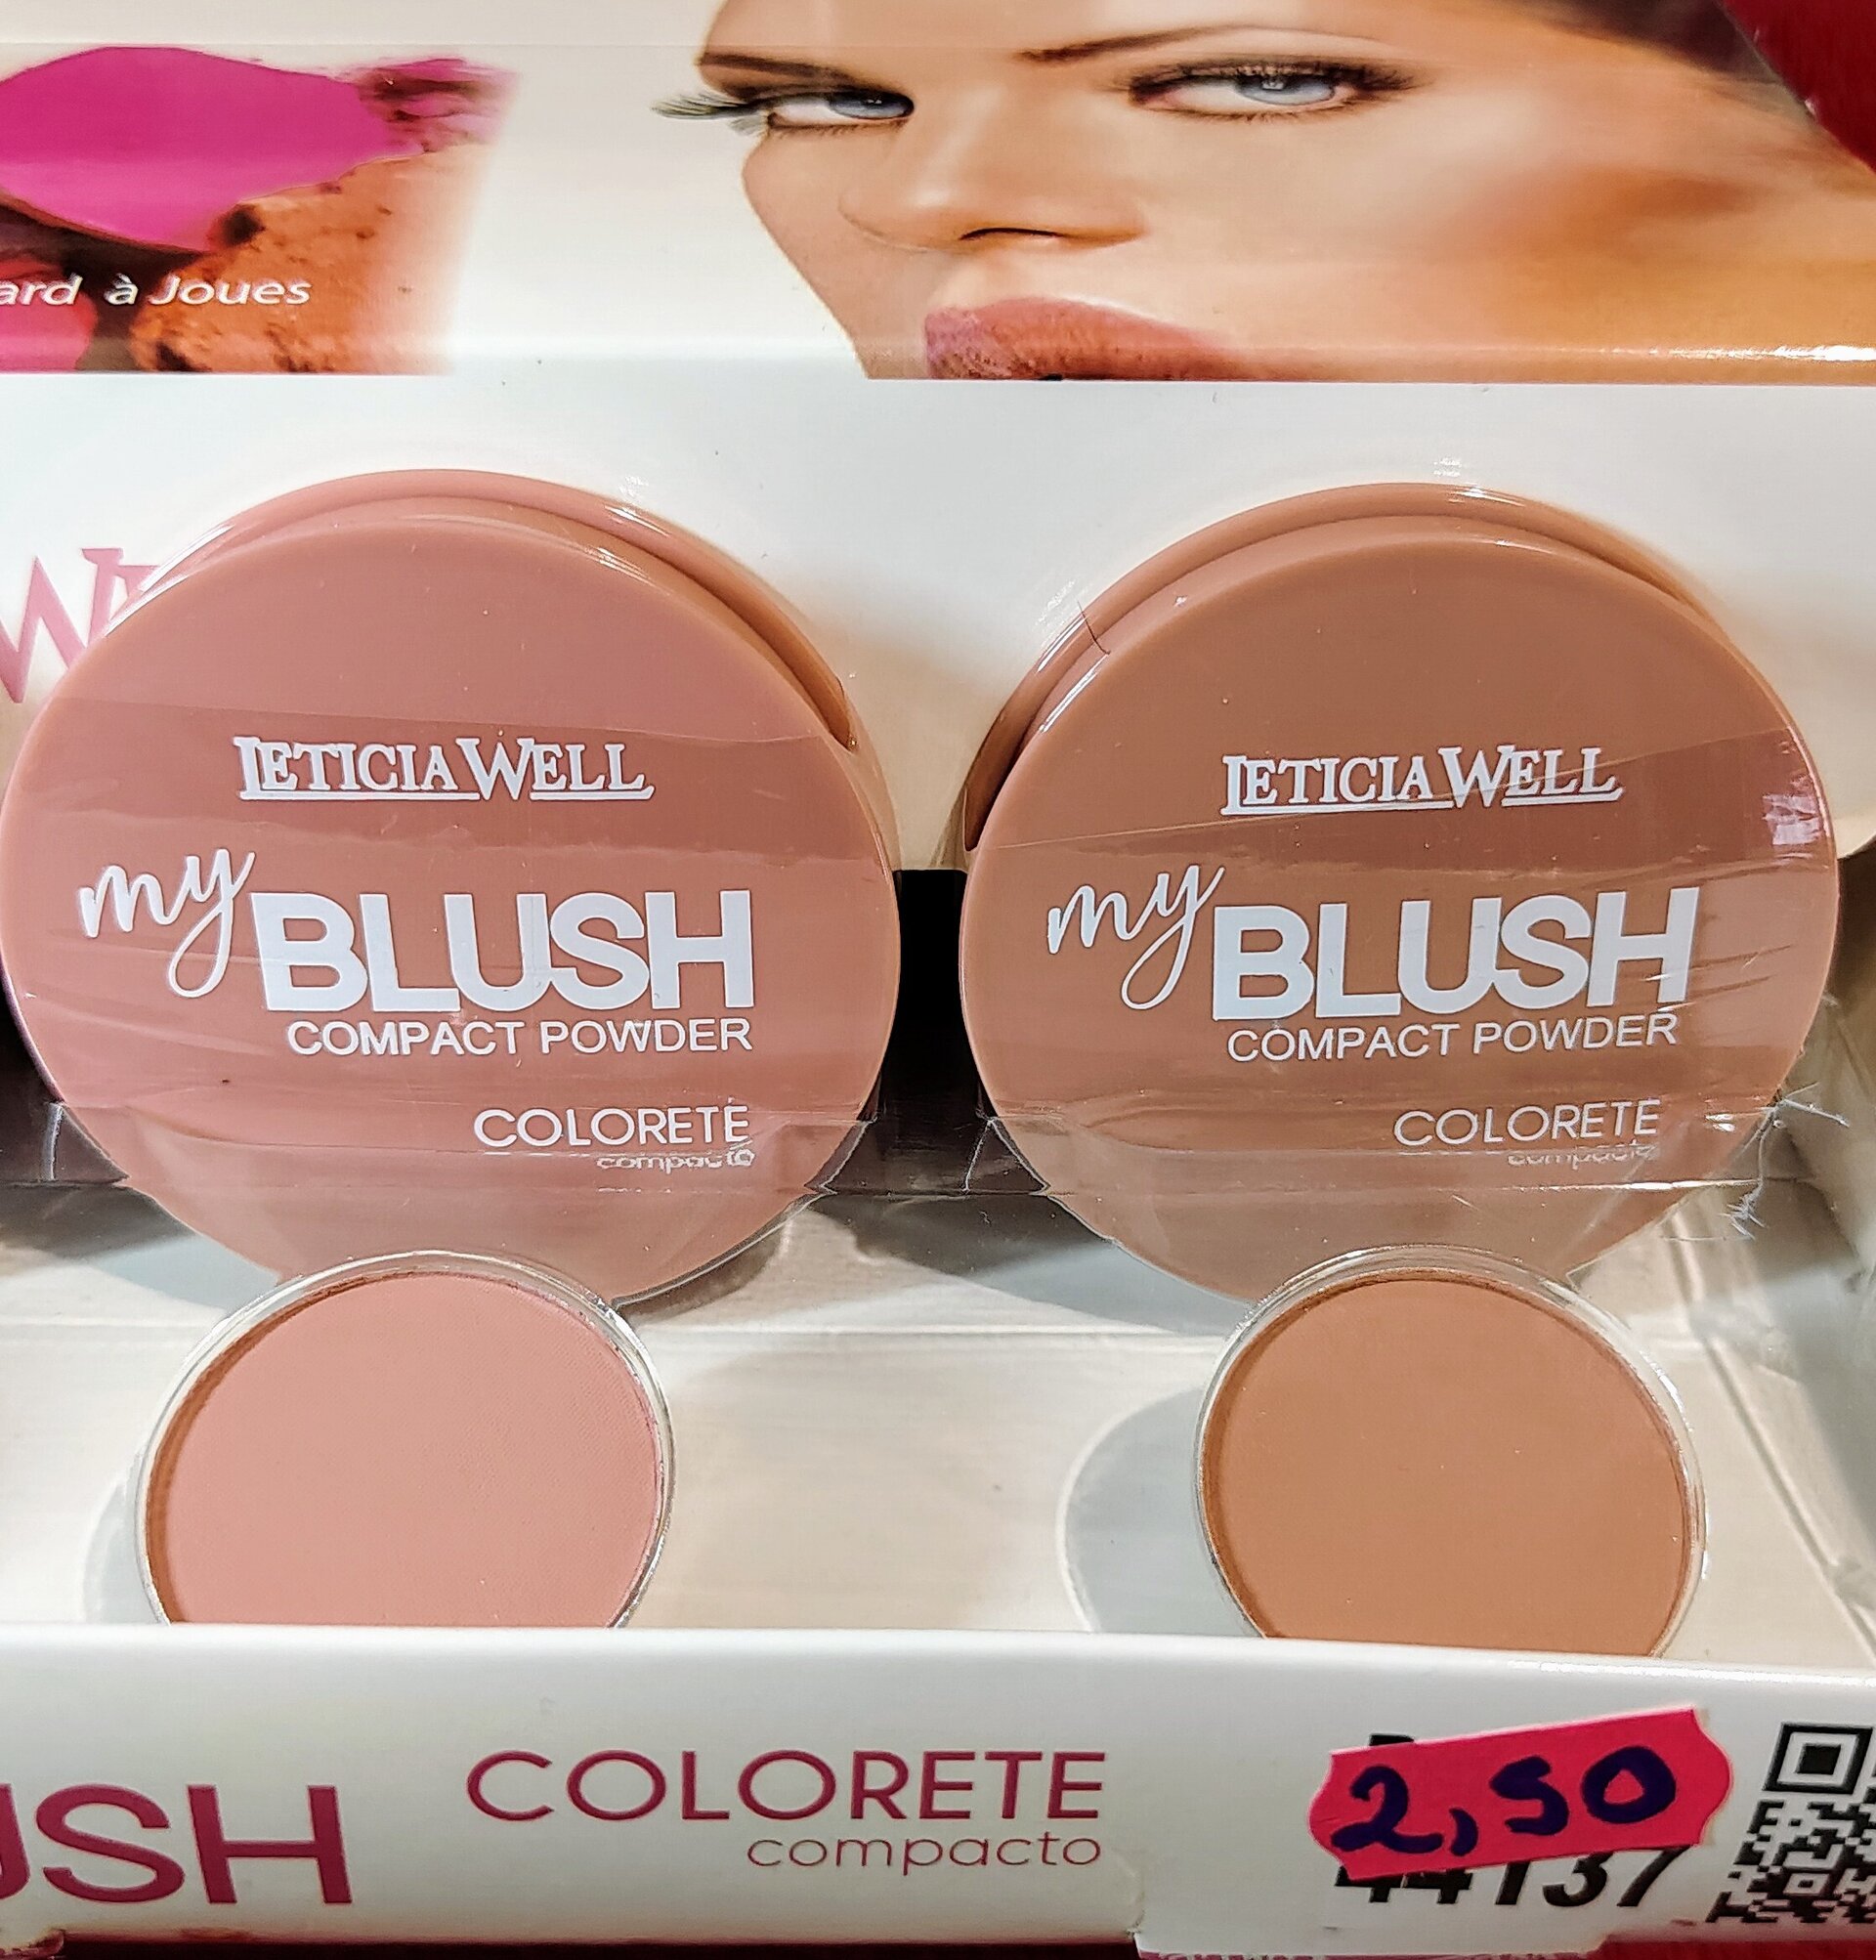 ard à Joues
LETICIA WELL
my BLUSH
COMPACT POWDER
COLORETE
compacto
LETICIA WELL
my BLUSH
COMPACT POWDER
COLORETE
compacto
USH
COLORETE
compacto
2,50
44137